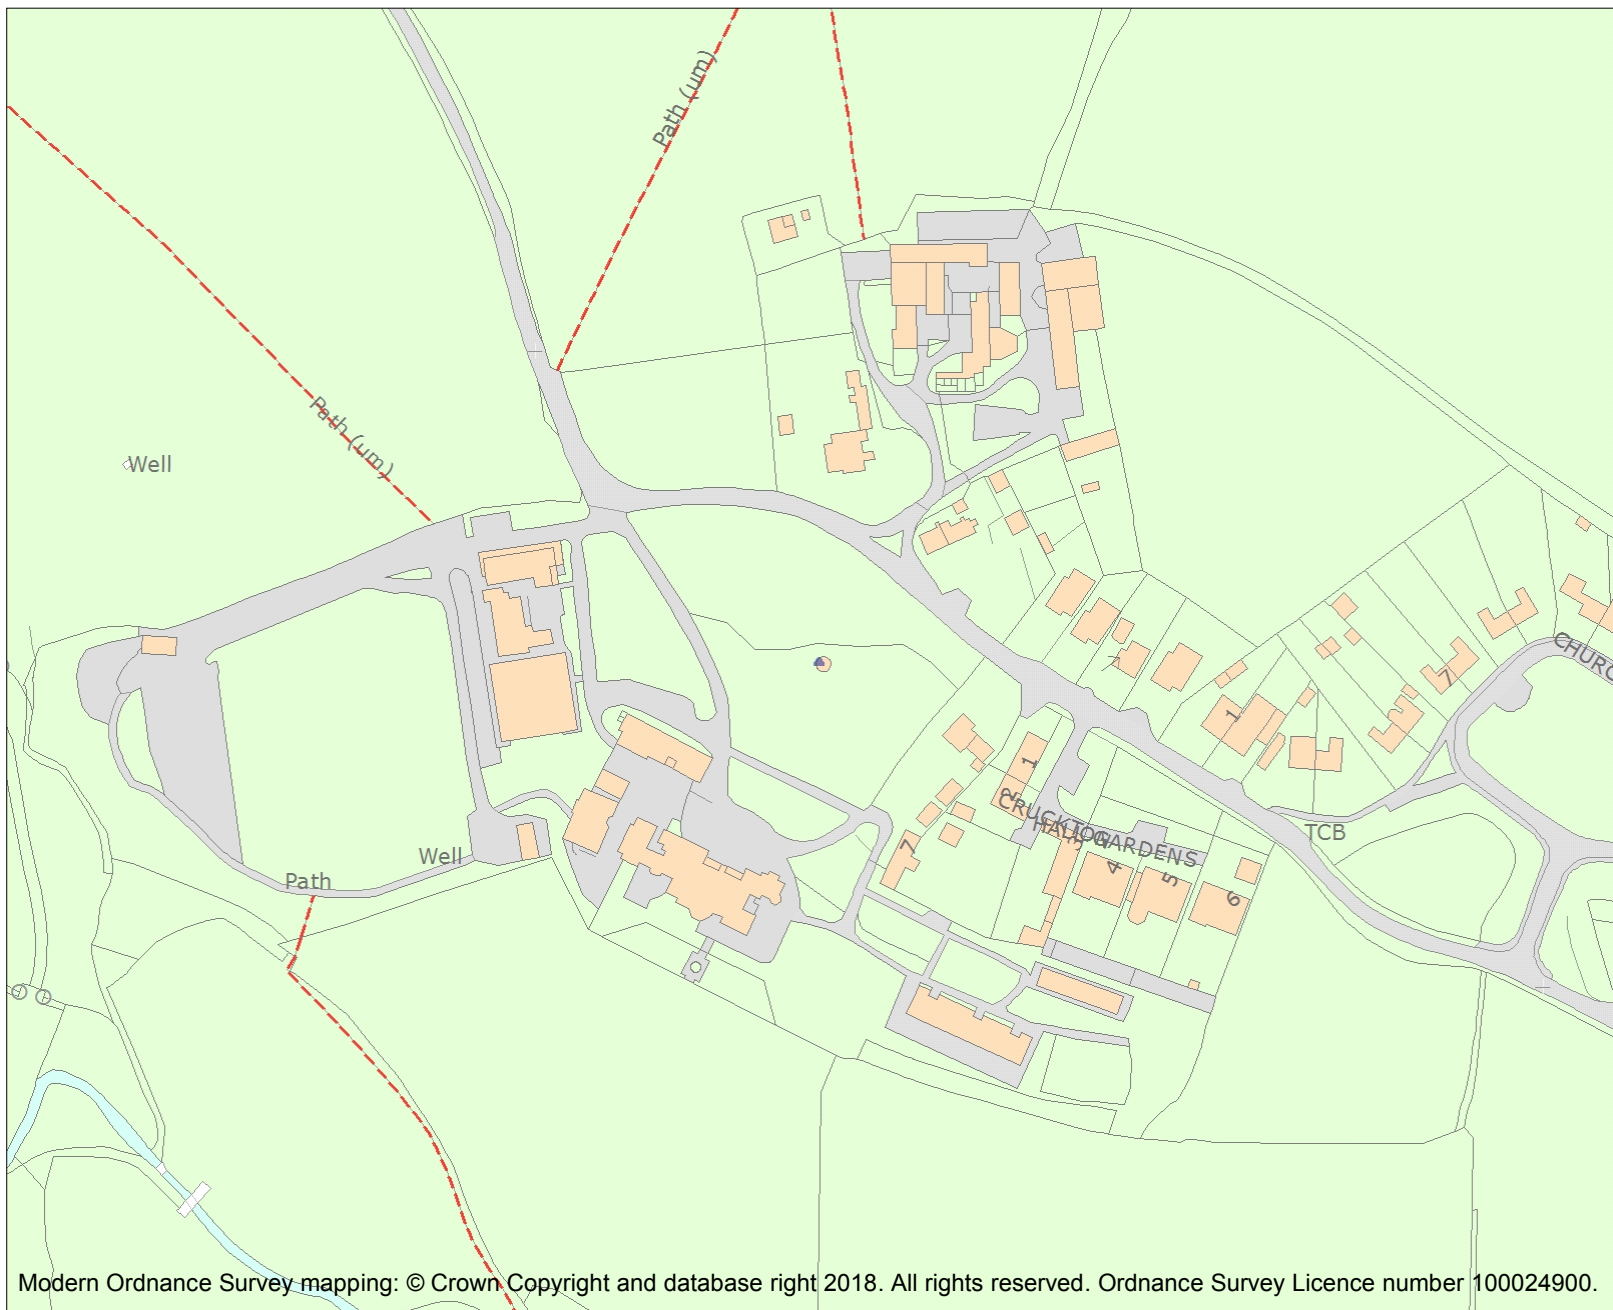 Path (um)
Path (um)
Well
7
1
7
CHURC
1
2
CRUCKTON
HALL GARDENS
3
TCB
7
4
5
6
Well
Path
Modern Ordnance Survey mapping: © Crown Copyright and database right 2018. All rights reserved. Ordnance Survey Licence number 100024900.